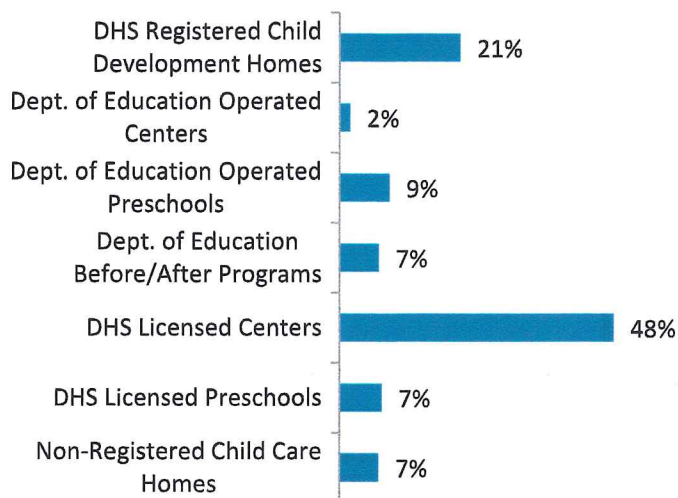 DHS Registered Child
Development Homes
21%
Dept. of Education Operated
Centers
2%
Dept. of Education Operated
Preschools
9%
Dept. of Education
Before/After Programs
7%
DHS Licensed Centers
48%
DHS Licensed Preschools
7%
Non-Registered Child Care
Homes
7%